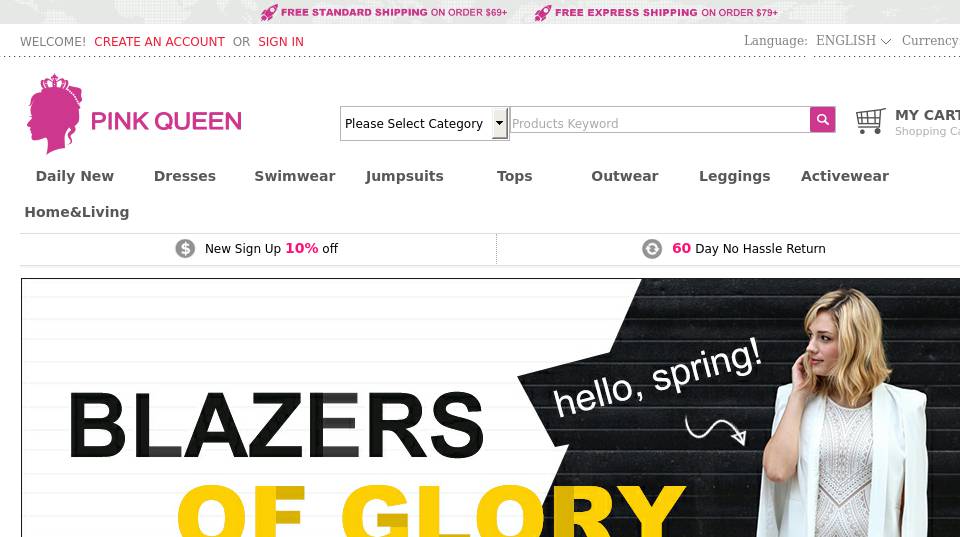 FREE STANDARD SHIPPING ON ORDER $69+ FREE EXPRESS SHIPPING ON ORDER $79+
WELCOME! CREATE AN ACCOUNT OR SIGN IN Language: ENGLISH Currency
PINK QUEEN
Please Select Category Products Keyword MY CART
Shopping Ca
Daily New Dresses Swimwear Jumpsuits Tops Outwear Leggings Activewear
Home&Living
$ New Sign Up 10% off 60 Day No Hassle Return
hello, spring!
BLAZERS
OF GLORY